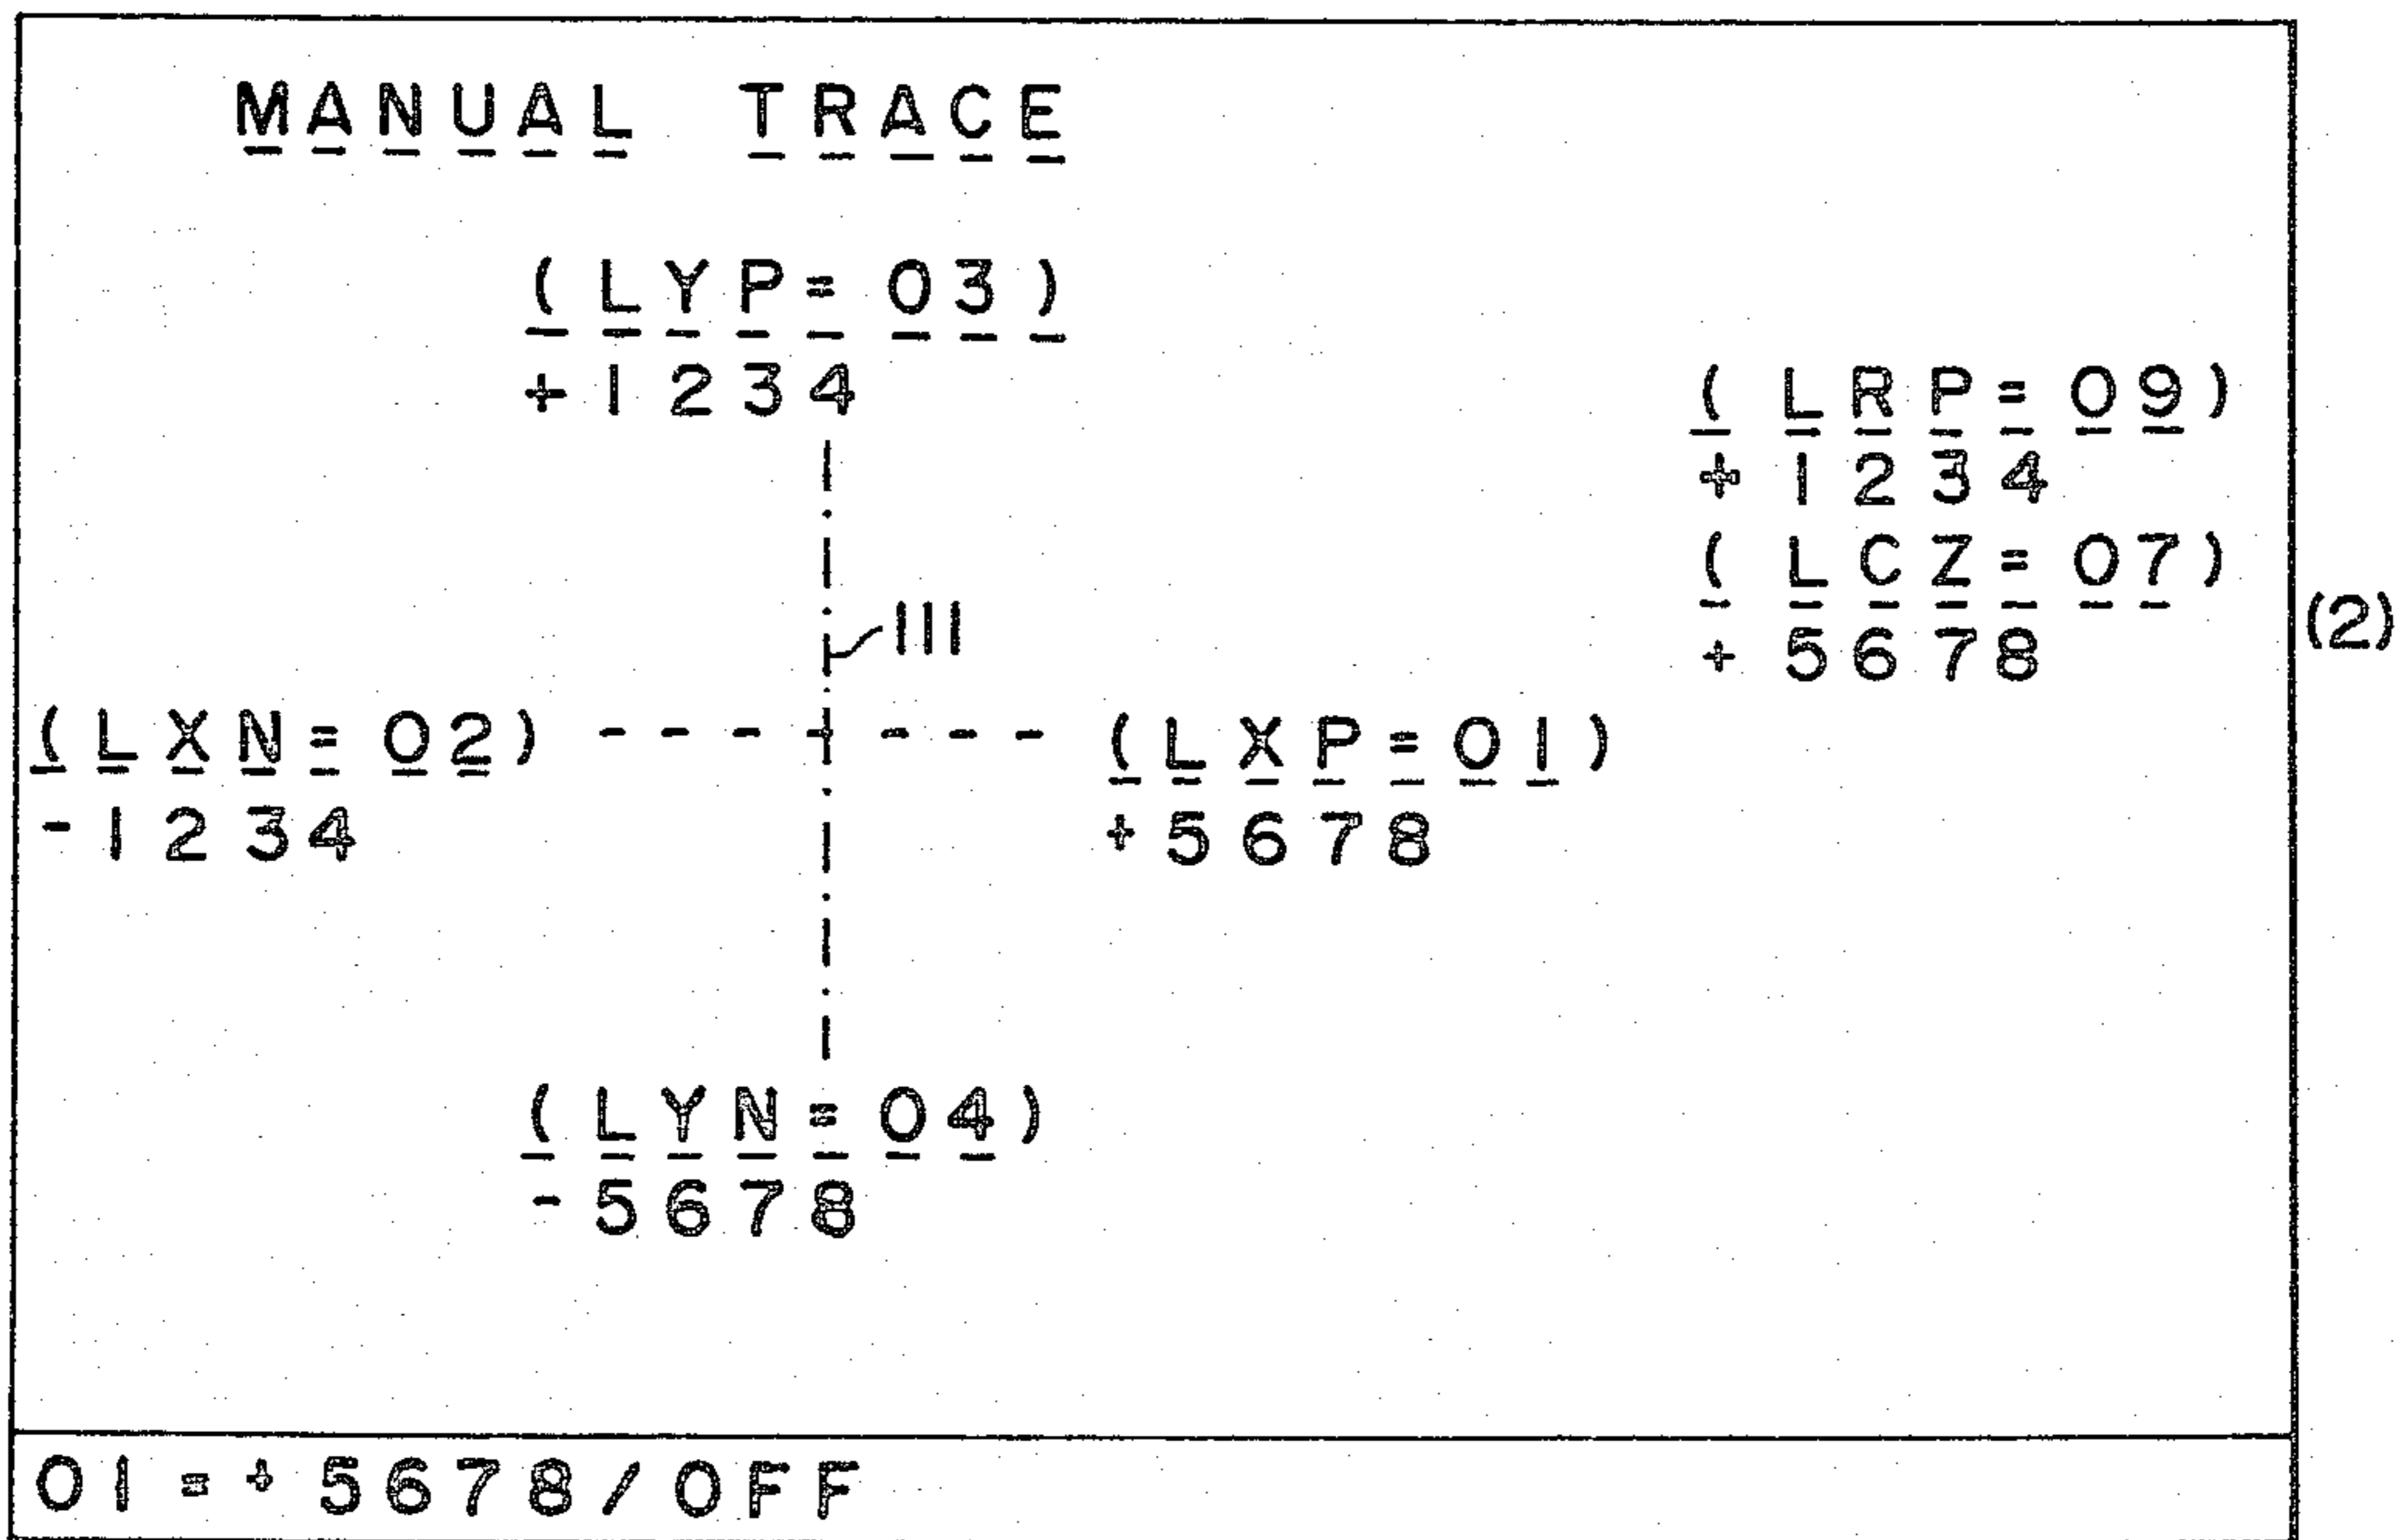 MANUAL TRACE
(LYP=03)
+1234
(LRP=09)
+1234
(LCZ=07)
+5678
(2)
111
(LXN=02) ---+--- (LXP=01)
-1234
+5678
(LYN=04)
-5678
01=+5678/OFF